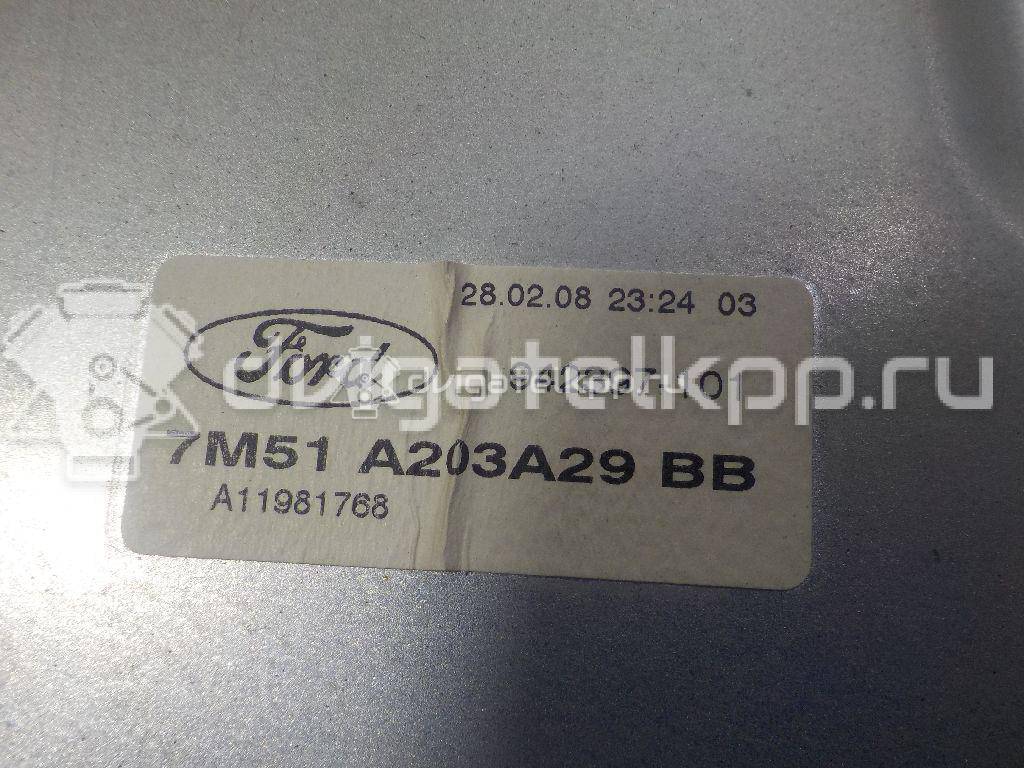 28.02.08 23:24 03
Ford
7M51 A203A29 BB
A11981768
dvigatelkpp.ru